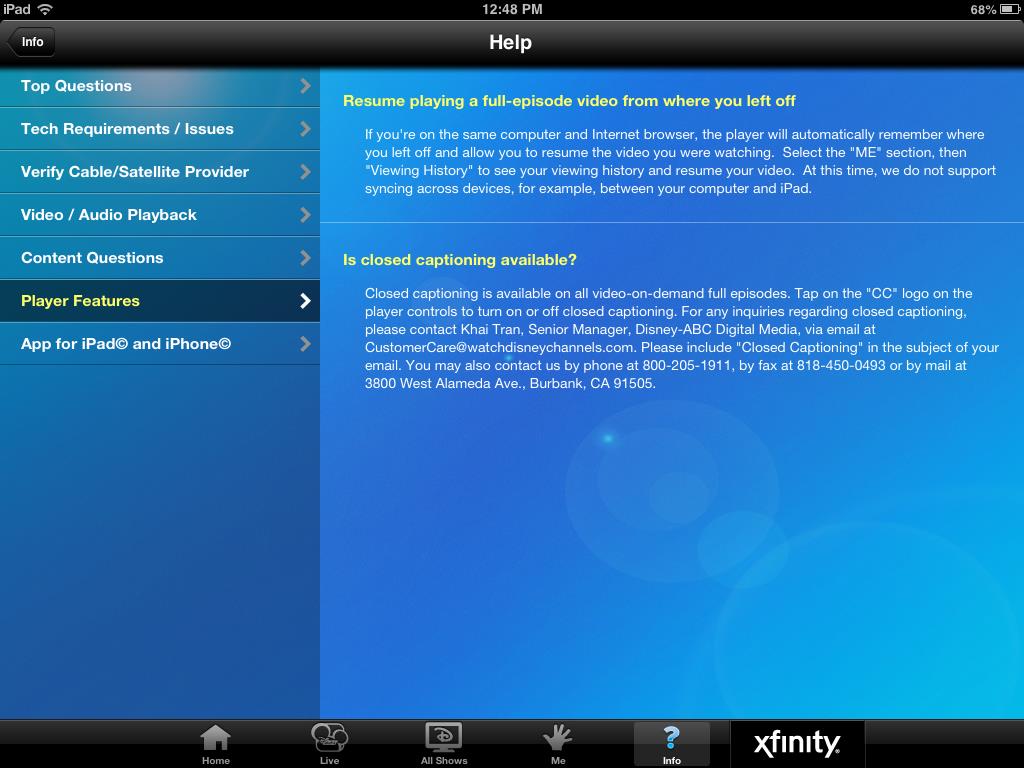 iPad
12:48 PM
68%
Info
Help
Top Questions
Tech Requirements / Issues
Verify Cable/Satellite Provider
Video / Audio Playback
Content Questions
Player Features
App for iPad© and iPhone©
Resume playing a full-episode video from where you left off
If you're on the same computer and Internet browser, the player will automatically remember where
you left off and allow you to resume the video you were watching.  Select the "ME" section, then
"Viewing History" to see your viewing history and resume your video.  At this time, we do not support
syncing across devices, for example, between your computer and iPad.
Is closed captioning available?
Closed captioning is available on all video-on-demand full episodes. Tap on the "CC" logo on the
player controls to turn on or off closed captioning. For any inquiries regarding closed captioning,
please contact Khai Tran, Senior Manager, Disney-ABC Digital Media, via email at
CustomerCare@watchdisneychannels.com. Please include "Closed Captioning" in the subject of your
email. You may also contact us by phone at 800-205-1911, by fax at 818-450-0493 or by mail at
3800 West Alameda Ave., Burbank, CA 91505.
Home
Live
All Shows
Me
?
Info
xfinity®